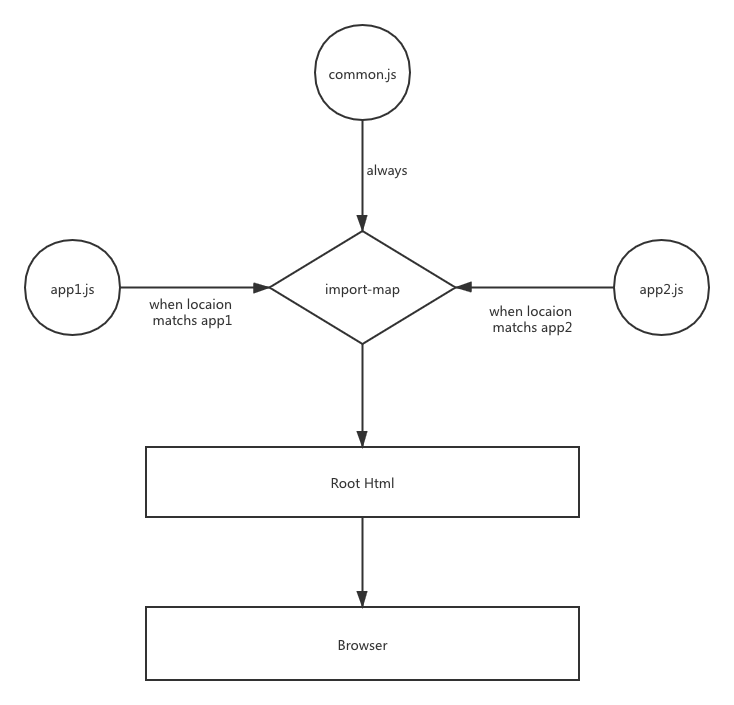 common.js
always
app1.js
import-map
app2.js
when locaion
matchs app1
when locaion
matchs app2
Root Html
Browser